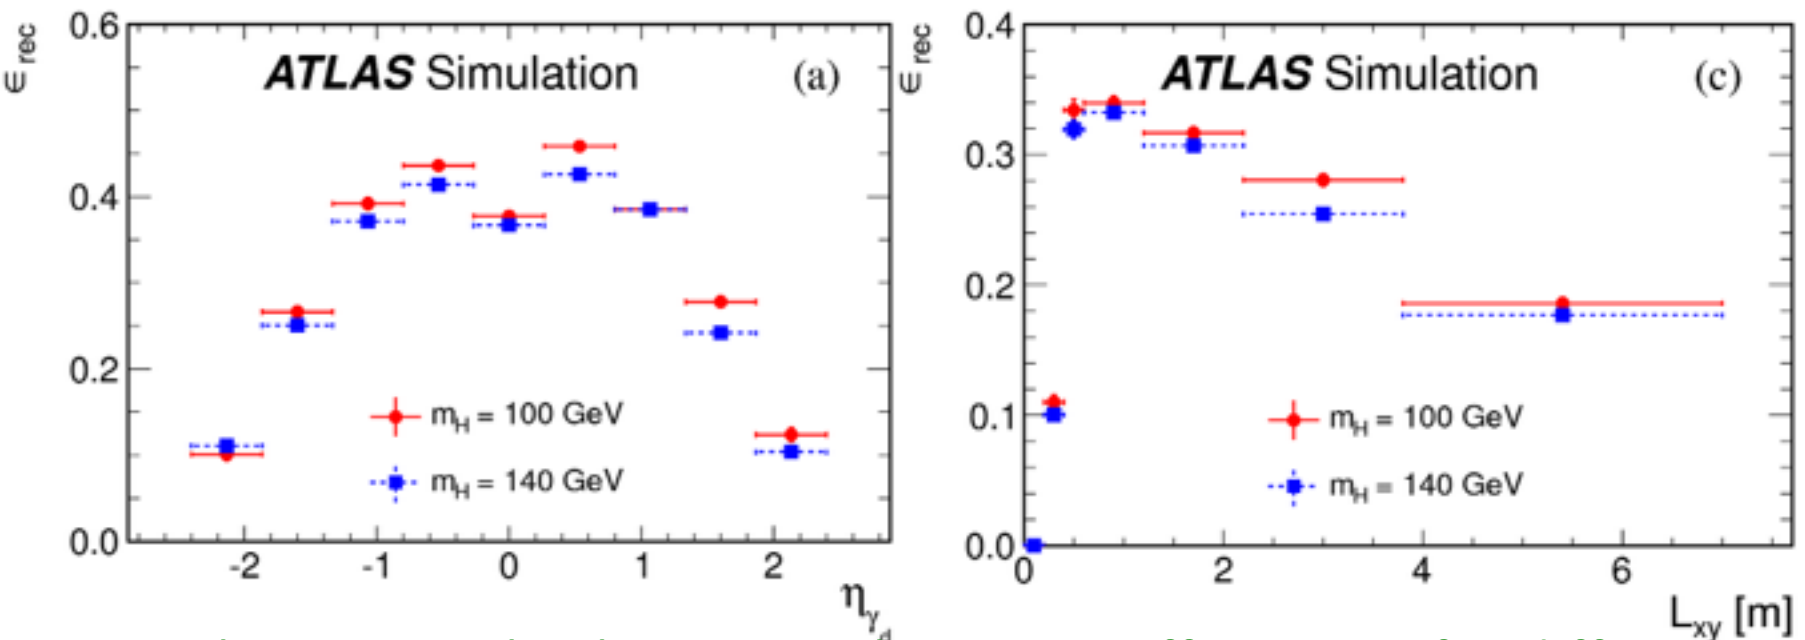 ϵ_rec
0.6
0.4
0.2
0.0
ATLAS Simulation
(a)
m_H = 100 GeV
m_H = 140 GeV
-2 -1 0 1 2
η_γ_d
ϵ_rec
0.4
0.3
0.2
0.1
0.0
ATLAS Simulation
(c)
m_H = 100 GeV
m_H = 140 GeV
0 2 4 6
L_xy [m]